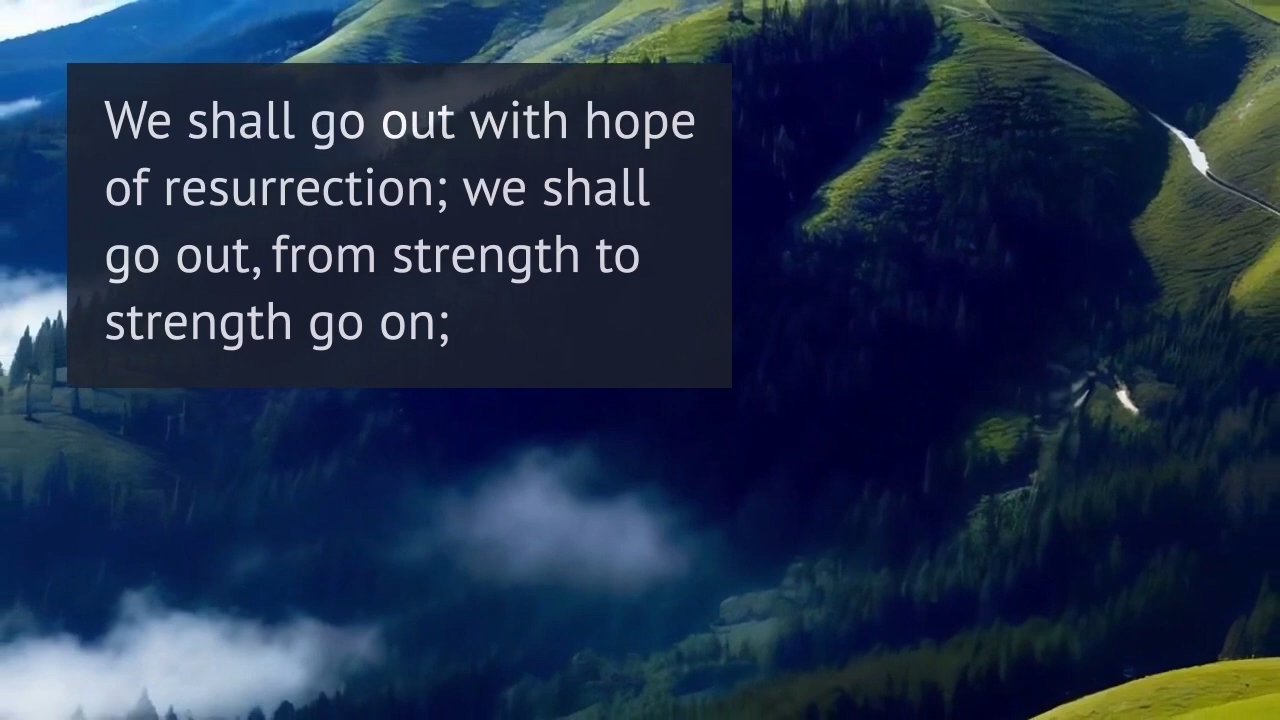 We shall go out with hope
of resurrection; we shall
go out, from strength to
strength go on;